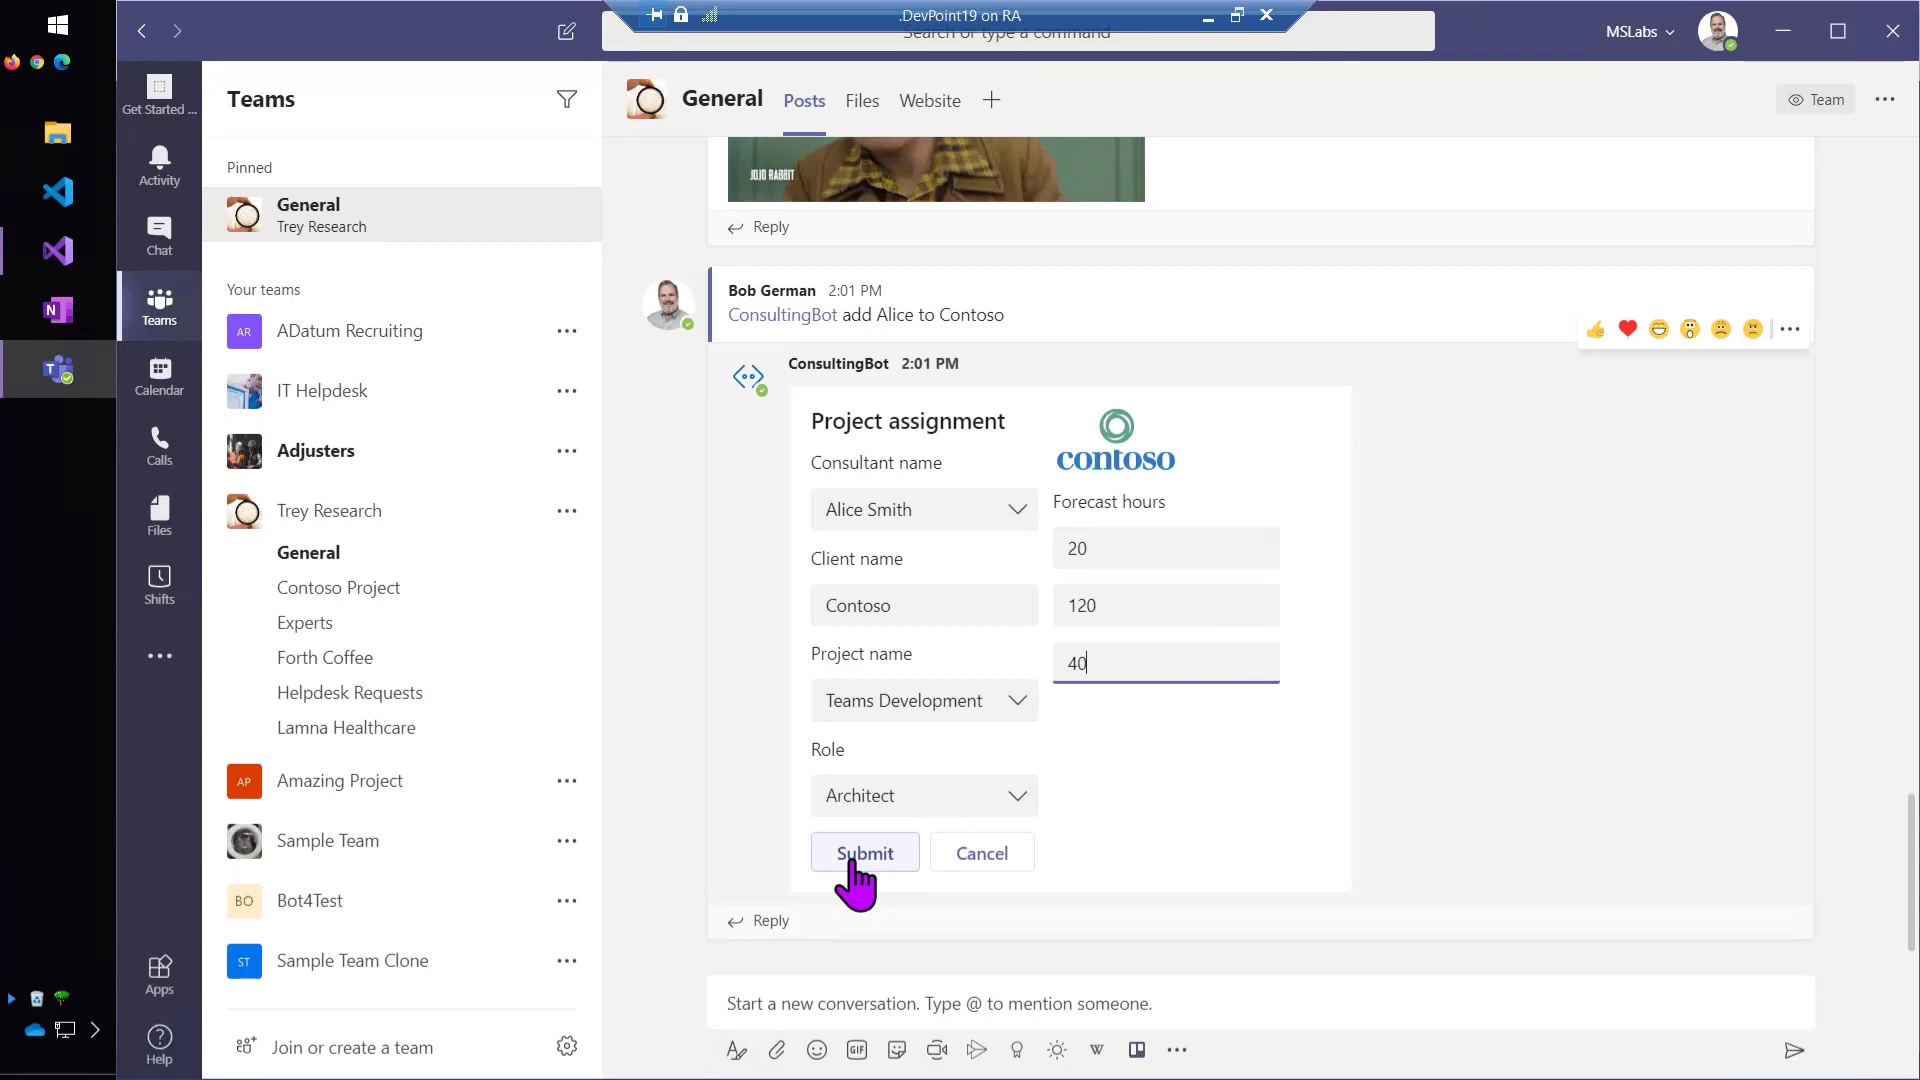 .DevPoint19 on RA
Search or type a command
MSLabs
Get Started ...
Activity
Chat
Teams
Calendar
Calls
Files
Shifts
Apps
Help
Teams
Pinned
General
Trey Research
Your teams
AR
ADatum Recruiting
IT Helpdesk
Adjusters
Trey Research
General
Contoso Project
Experts
Forth Coffee
Helpdesk Requests
Lamna Healthcare
AP
Amazing Project
Sample Team
BO
Bot4Test
ST
Sample Team Clone
Join or create a team
General
Posts
Files
Website
Team
JOJO RABBIT
Reply
Bob German 2:01 PM
ConsultingBot add Alice to Contoso
ConsultingBot 2:01 PM
Project assignment
Consultant name
Alice Smith
Client name
Contoso
Project name
Teams Development
Role
Architect
contoso
Forecast hours
20
120
40
Submit
Cancel
Reply
Start a new conversation. Type @ to mention someone.
GIF
W